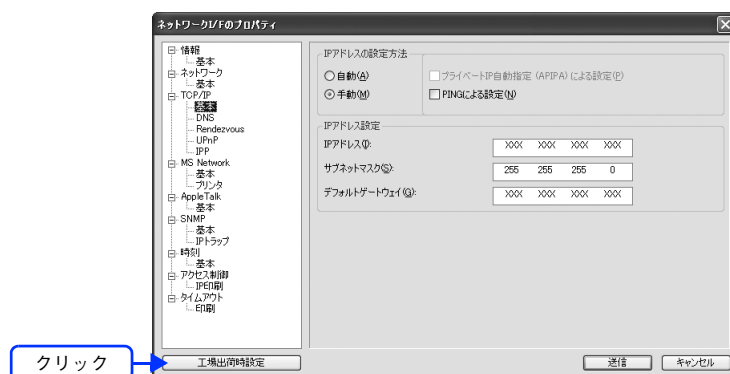 ネットワークI/Fのプロパティ
情報
基本
ネットワーク
基本
TCP/IP
基本
DNS
Rendezvous
UPnP
IPP
MS Network
基本
プリンタ
AppleTalk
基本
SNMP
基本
IPトラップ
時刻
基本
アクセス制御
IP印刷
タイムアウト
印刷
IPアドレスの設定方法
自動(A)
手動(M)
プライベートIP自動指定 (APIPA) による設定(P)
PINGによる設定(N)
IPアドレス設定
IPアドレス(I):
XXX XXX XXX XXX
サブネットマスク(S):
255 255 255 0
デフォルトゲートウェイ(G):
XXX XXX XXX XXX
クリック
工場出荷時設定
送信
キャンセル